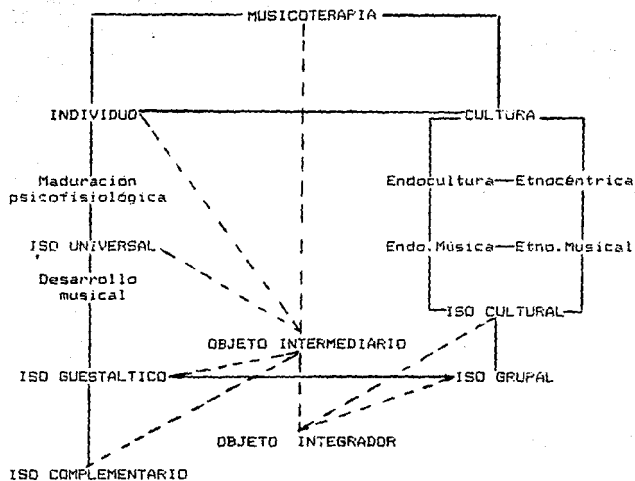 MUSICOTERAPIA
INDIVIDUO CULTURA
Maduración
psicofisiológica
Endocultura—Etnocéntrica
ISO UNIVERSAL
Endo.Música—Etno.Musical
Desarrollo
musical
ISO CULTURAL
OBJETO INTERMEDIARIO
ISO GUESTALTICO ISO GRUPAL
OBJETO INTEGRADOR
ISO COMPLEMENTARIO